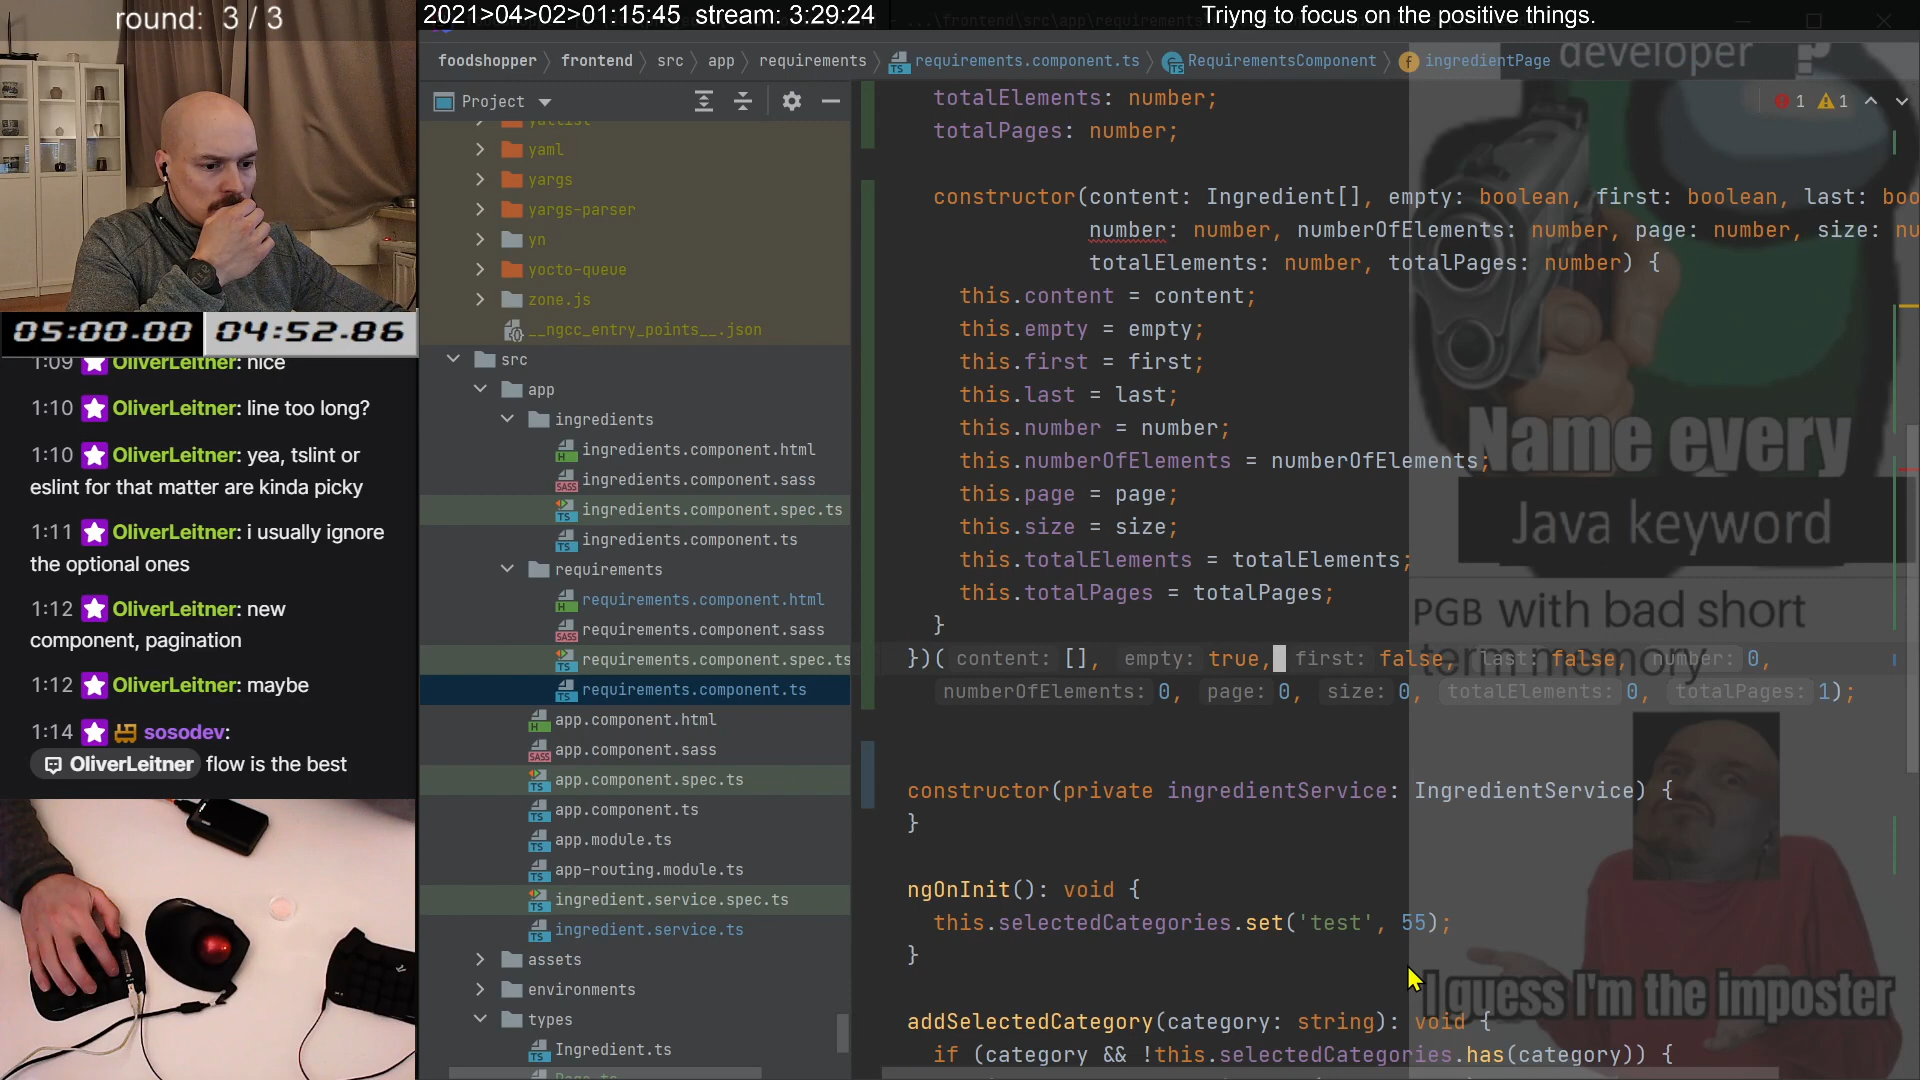 round: 3 / 3
2021>04>02>01:15:45 stream: 3:29:24
Triyng to focus on the positive things.
foodshopper frontend src app requirements requirements.component.ts RequirementsComponent ingredientPage
Project
yargs
yaml
yargs-parser
yn
yocto-queue
zone.js
__ngcc_entry_points__.json
src
app
ingredients
ingredients.component.html
ingredients.component.sass
ingredients.component.spec.ts
ingredients.component.ts
requirements
requirements.component.html
requirements.component.sass
requirements.component.spec.ts
requirements.component.ts
app.component.html
app.component.sass
app.component.spec.ts
app.component.ts
app.module.ts
app-routing.module.ts
ingredient.service.spec.ts
ingredient.service.ts
assets
environments
types
Ingredient.ts
05:00.00 04:52.86
1:09 OliverLeitner: nice
1:10 OliverLeitner: line too long?
1:10 OliverLeitner: yea, tslint or
eslint for that matter are kinda picky
1:11 OliverLeitner: i usually ignore
the optional ones
1:12 OliverLeitner: new
component, pagination
1:12 OliverLeitner: maybe
1:14 sosodev:
OliverLeitner flow is the best
1 1
totalElements: number;
totalPages: number;
constructor(content: Ingredient[], empty: boolean, first: boolean, last: boo
number: number, numberOfElements: number, page: number, size: nu
totalElements: number, totalPages: number) {
this.content = content;
this.empty = empty;
this.first = first;
this.last = last;
this.number = number;
this.numberOfElements = numberOfElements;
this.page = page;
this.size = size;
this.totalElements = totalElements;
this.totalPages = totalPages;
}
})( content: [], empty: true, first: false, last: false, number: 0,
numberOfElements: 0, page: 0, size: 0, totalElements: 0, totalPages: 1);
constructor(private ingredientService: IngredientService) {
}
ngOnInit(): void {
this.selectedCategories.set('test', 55);
}
addSelectedCategory(category: string): void {
if (category && !this.selectedCategories.has(category)) {
developer ?
Name every
Java keyword
PGB with bad short
term memory
I guess I'm the imposter